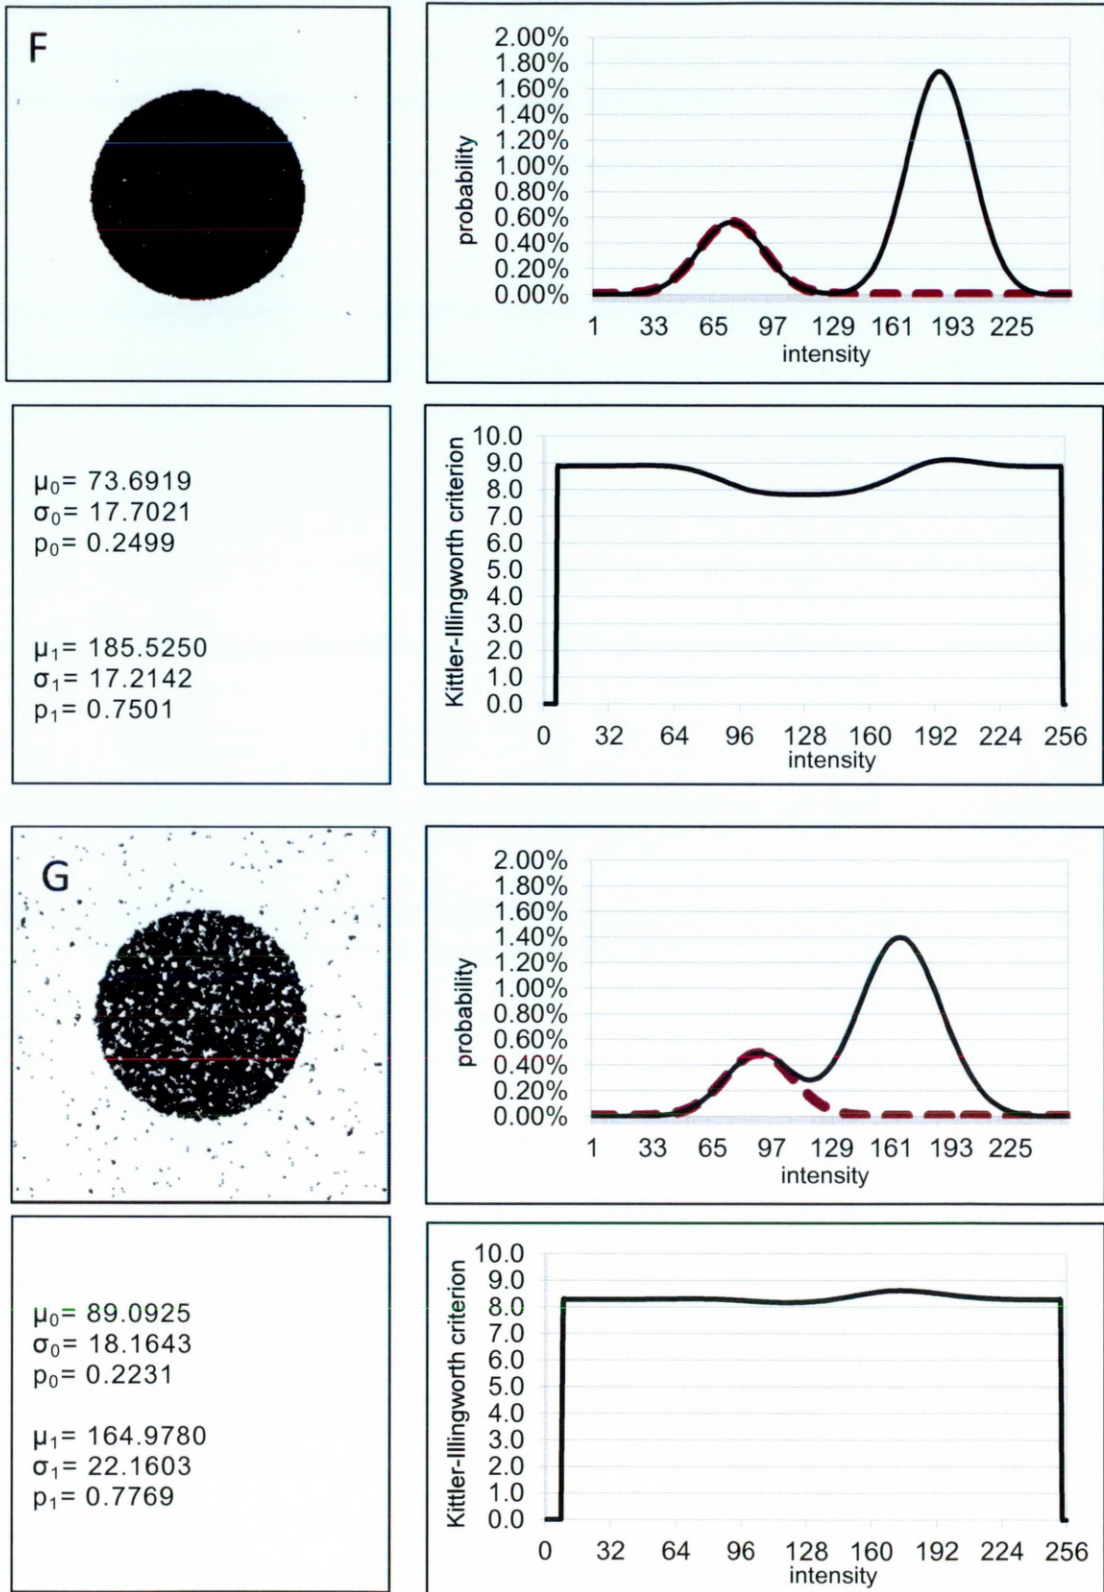 F
2.00%
1.80%
1.60%
1.40%
1.20%
1.00%
0.80%
0.60%
0.40%
0.20%
0.00%
probability
1 33 65 97 129 161 193 225
intensity
μ₀= 73.6919
σ₀= 17.7021
p₀= 0.2499
μ₁= 185.5250
σ₁= 17.2142
p₁= 0.7501
Kittler-Illingworth criterion
10.0
9.0
8.0
7.0
6.0
5.0
4.0
3.0
2.0
1.0
0.0
0 32 64 96 128 160 192 224 256
intensity
G
2.00%
1.80%
1.60%
1.40%
1.20%
1.00%
0.80%
0.60%
0.40%
0.20%
0.00%
probability
1 33 65 97 129 161 193 225
intensity
μ₀= 89.0925
σ₀= 18.1643
p₀= 0.2231
μ₁= 164.9780
σ₁= 22.1603
p₁= 0.7769
Kittler-Illingworth criterion
10.0
9.0
8.0
7.0
6.0
5.0
4.0
3.0
2.0
1.0
0.0
0 32 64 96 128 160 192 224 256
intensity